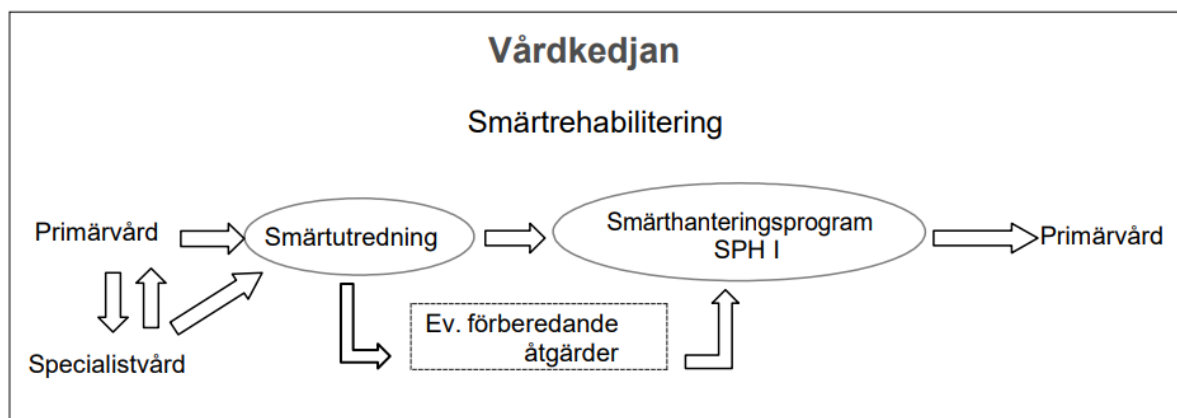 Vårdkedjan
Smärtrehabilitering
Primärvård
Smärtutredning
Smärthanteringsprogram
SPH I
Primärvård
Ev. förberedande
åtgärder
Specialistvård